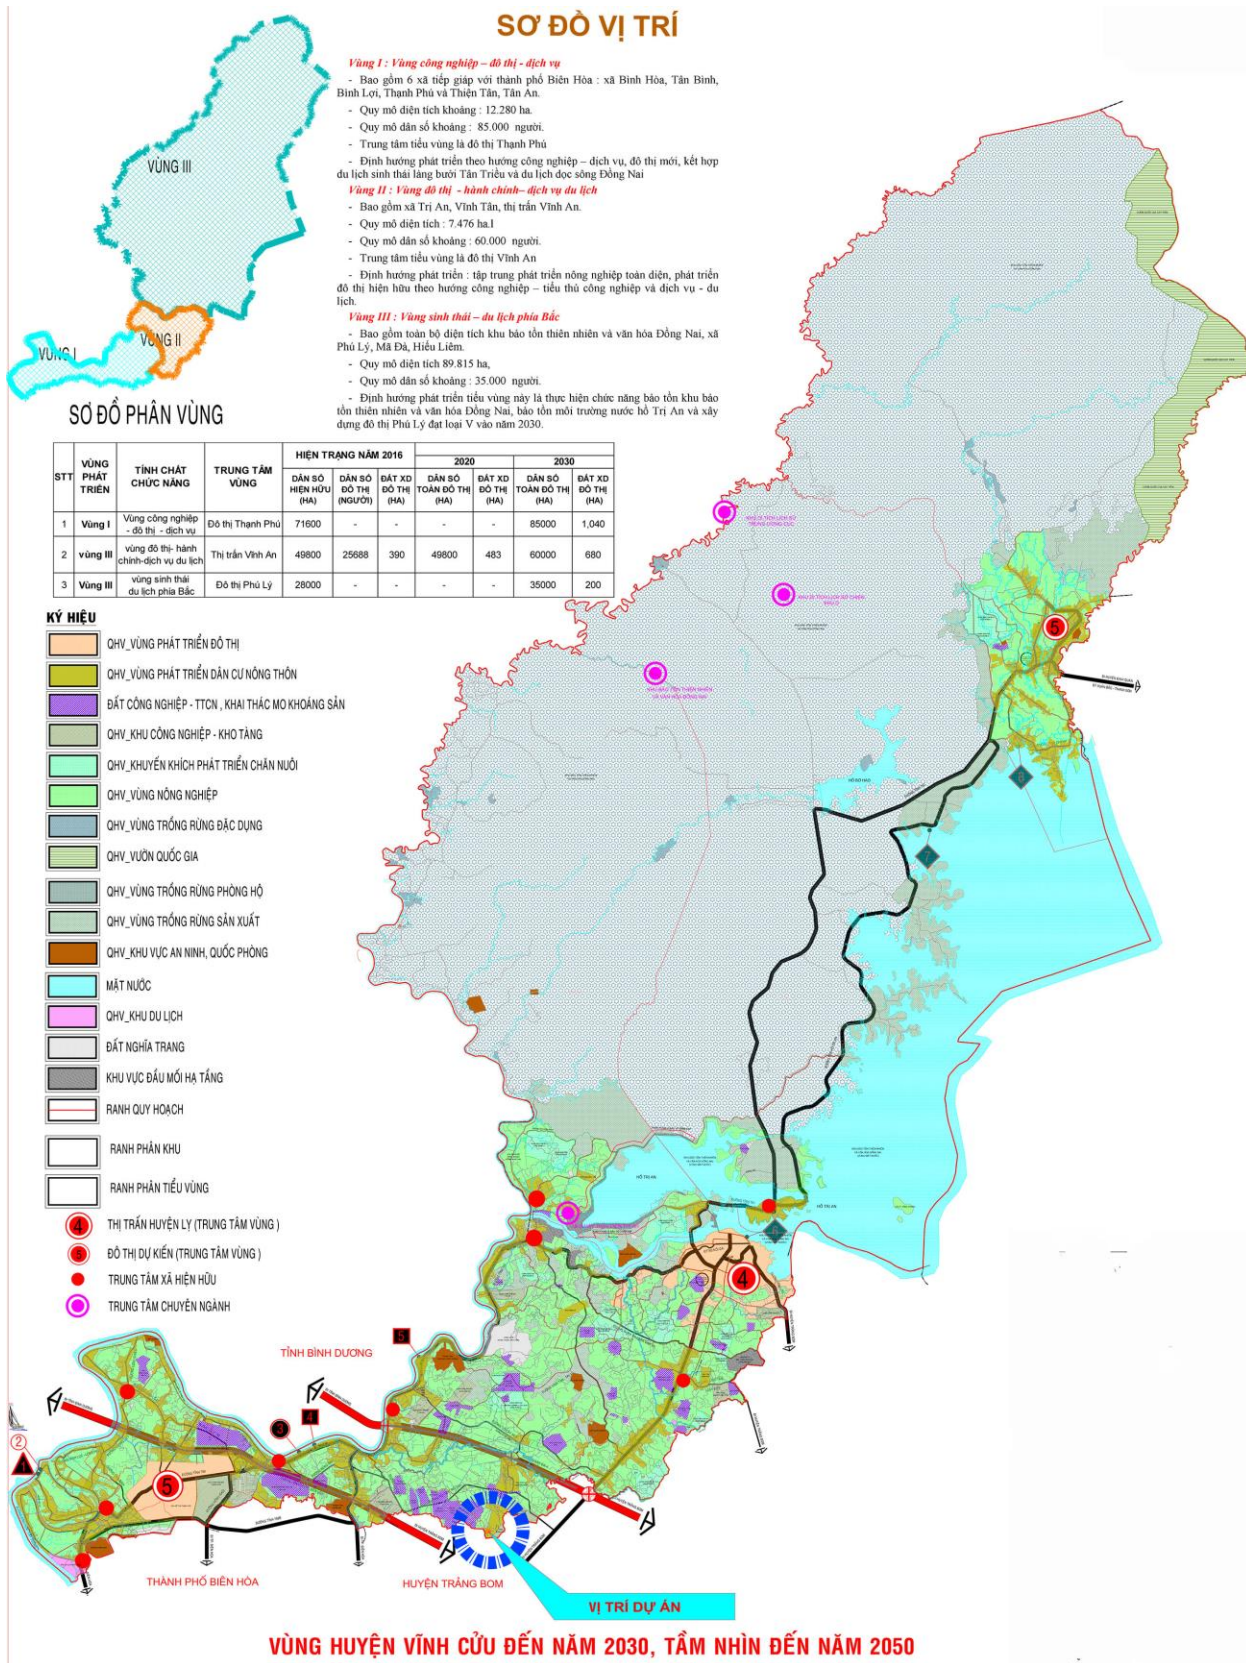 SƠ ĐỒ VỊ TRÍ
Vùng I : Vùng công nghiệp – đô thị - dịch vụ
- Bao gồm 6 xã tiếp giáp với thành phố Biên Hòa : xã Bình Hòa, Tân Bình,
Bình Lợi, Thạnh Phú và Thiện Tân, Tân An.
- Quy mô diện tích khoảng : 12.280 ha.
- Quy mô dân số khoảng : 85.000 người.
- Trung tâm tiểu vùng là đô thị Thạnh Phú
- Định hướng phát triển theo hướng công nghiệp – dịch vụ, đô thị mới, kết hợp
du lịch sinh thái làng bưởi Tân Triều và du lịch dọc sông Đồng Nai
Vùng II : Vùng đô thị - hành chính– dịch vụ du lịch
- Bao gồm xã Trị An, Vĩnh Tân, thị trấn Vĩnh An.
- Quy mô diện tích : 7.476 ha.l
- Quy mô dân số khoảng : 60.000 người.
- Trung tâm tiểu vùng là đô thị Vĩnh An
- Định hướng phát triển : tập trung phát triển nông nghiệp toàn diện, phát triển
đô thị hiện hữu theo hướng công nghiệp – tiểu thủ công nghiệp và dịch vụ - du
lịch.
Vùng III : Vùng sinh thái – du lịch phía Bắc
- Bao gồm toàn bộ diện tích khu bảo tồn thiên nhiên và văn hóa Đồng Nai, xã
Phú Lý, Mã Đà, Hiếu Liêm.
- Quy mô diện tích 89.815 ha,
- Quy mô dân số khoảng : 35.000 người.
- Định hướng phát triển tiểu vùng này là thực hiện chức năng bảo tồn khu bảo
tồn thiên nhiên và văn hóa Đồng Nai, bảo tồn môi trường nước hồ Trị An và xây
dựng đô thị Phú Lý đạt loại V vào năm 2030.
VÙNG III
VÙNG II
VÙNG I
SƠ ĐỒ PHÂN VÙNG
STT VÙNG PHÁT TRIỂN TÍNH CHẤT CHỨC NĂNG TRUNG TÂM VÙNG HIỆN TRẠNG NĂM 2016 2020 2030
DÂN SỐ HIỆN HỮU (HA) DÂN SỐ ĐÔ THỊ (NGƯỜI) ĐẤT XD ĐÔ THỊ (HA) DÂN SỐ TOÀN ĐÔ THỊ (HA) ĐẤT XD ĐÔ THỊ (HA) DÂN SỐ TOÀN ĐÔ THỊ (HA) ĐẤT XD ĐÔ THỊ (HA)
1 Vùng I Vùng công nghiệp - đô thị - dịch vụ Đô thị Thạnh Phú 71600 - - - - 85000 1,040
2 vùng III vùng đô thị- hành chính-dịch vụ du lịch Thị trấn Vĩnh An 49800 25688 390 49800 483 60000 680
3 Vùng III vùng sinh thái du lịch phía Bắc Đô thị Phú Lý 28000 - - - - 35000 200
KÝ HIỆU
QHV_VÙNG PHÁT TRIỂN ĐÔ THỊ
QHV_VÙNG PHÁT TRIỂN DÂN CƯ NÔNG THÔN
ĐẤT CÔNG NGHIỆP - TTCN , KHAI THÁC MO KHOÁNG SẢN
QHV_KHU CÔNG NGHIỆP - KHO TÀNG
QHV_KHUYẾN KHÍCH PHÁT TRIỂN CHĂN NUÔI
QHV_VÙNG NÔNG NGHIỆP
QHV_VÙNG TRỒNG RỪNG ĐẶC DỤNG
QHV_VƯỜN QUỐC GIA
QHV_VÙNG TRỒNG RỪNG PHÒNG HỘ
QHV_VÙNG TRỒNG RỪNG SẢN XUẤT
QHV_KHU VỰC AN NINH, QUỐC PHÒNG
MẶT NƯỚC
QHV_KHU DU LỊCH
ĐẤT NGHĨA TRANG
KHU VỰC ĐẦU MỐI HẠ TẦNG
RANH QUY HOẠCH
RANH PHÂN KHU
RANH PHÂN TIỂU VÙNG
4 THỊ TRẤN HUYỆN LỴ (TRUNG TÂM VÙNG )
5 ĐÔ THỊ DỰ KIẾN (TRUNG TÂM VÙNG )
TRUNG TÂM XÃ HIỆN HỮU
TRUNG TÂM CHUYÊN NGÀNH
5
8
7
HỒ TRỊ AN
HỒ TRỊ AN
4
5
TỈNH BÌNH DƯƠNG
4
3
2
1
5
THÀNH PHỐ BIÊN HÒA
HUYỆN TRẢNG BOM
VỊ TRÍ DỰ ÁN
VÙNG HUYỆN VĨNH CỬU ĐẾN NĂM 2030, TẦM NHÌN ĐẾN NĂM 2050